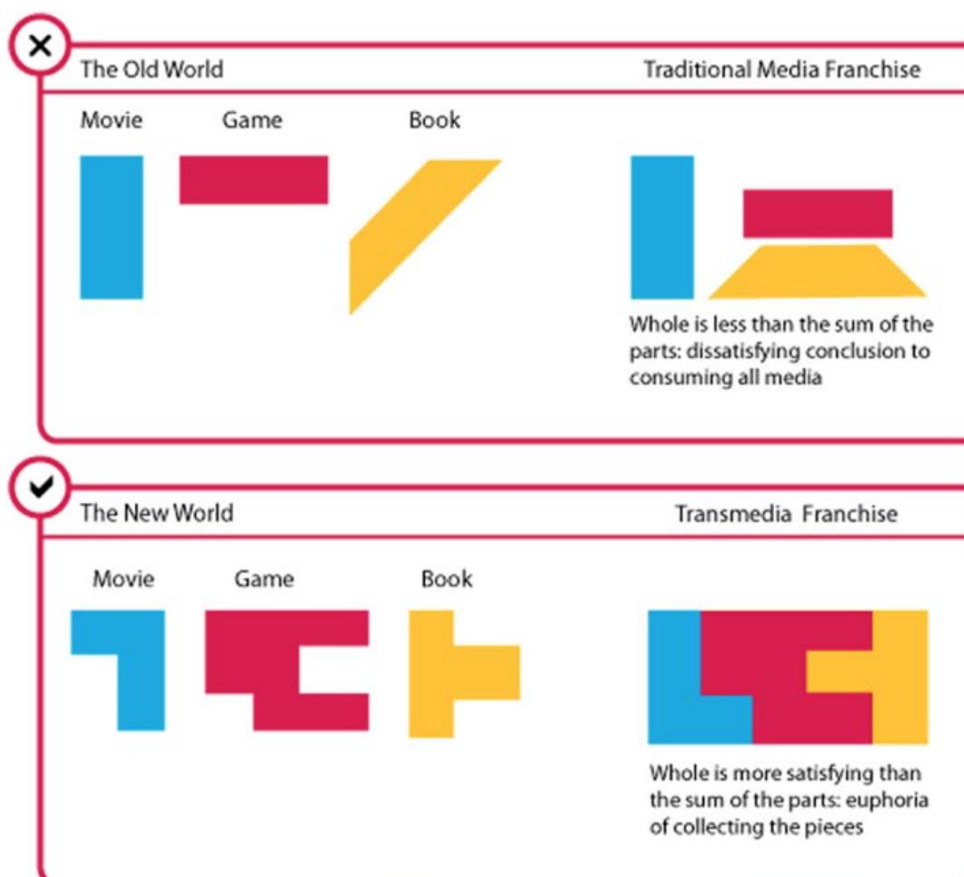 The Old World
Traditional Media Franchise
Movie
Game
Book
Whole is less than the sum of the
parts: dissatisfying conclusion to
consuming all media
The New World
Transmedia Franchise
Movie
Game
Book
Whole is more satisfying than
the sum of the parts: euphoria
of collecting the pieces